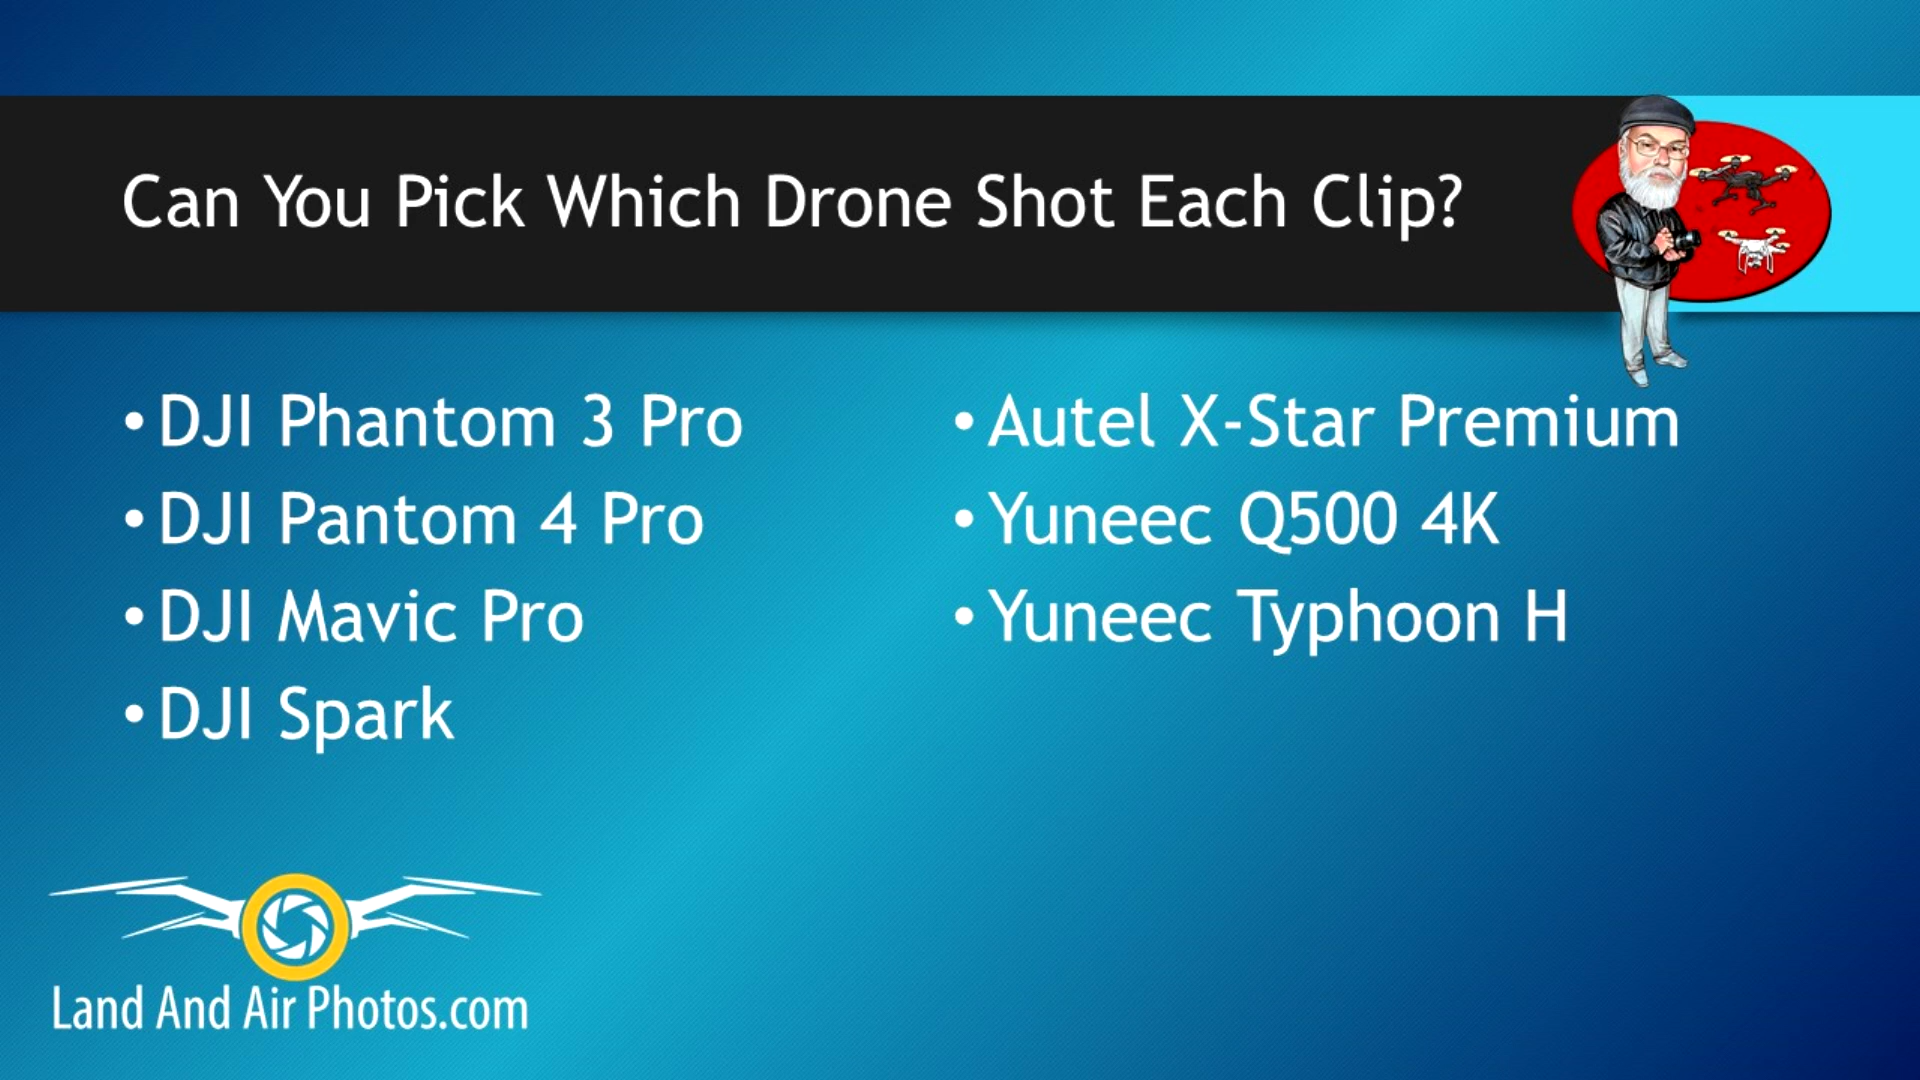 Can You Pick Which Drone Shot Each Clip?
• DJI Phantom 3 Pro
• DJI Pantom 4 Pro
• DJI Mavic Pro
• DJI Spark
• Autel X-Star Premium
• Yuneec Q500 4K
• Yuneec Typhoon H
Land And Air Photos.com